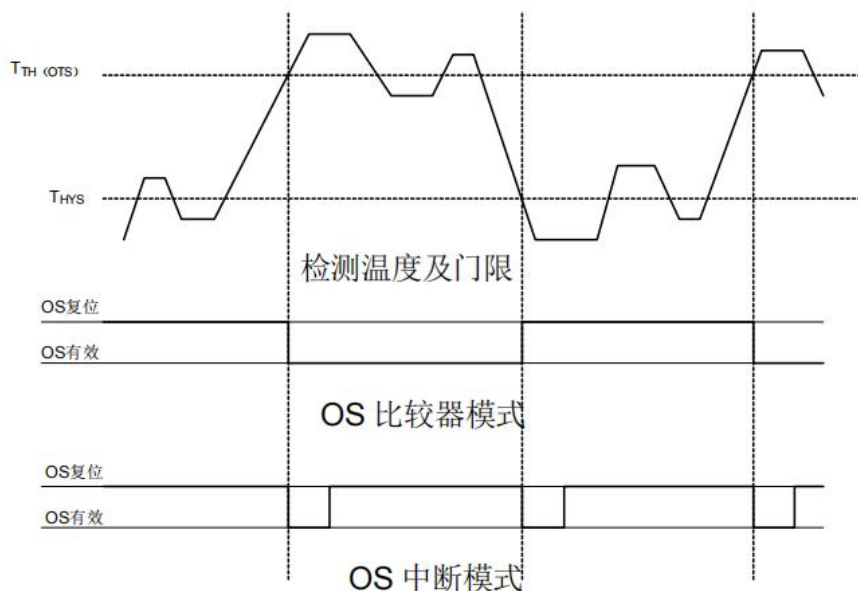 TTH（OTS）
THYS
检测温度及门限
OS复位
OS有效
OS 比较器模式
OS复位
OS有效
OS 中断模式